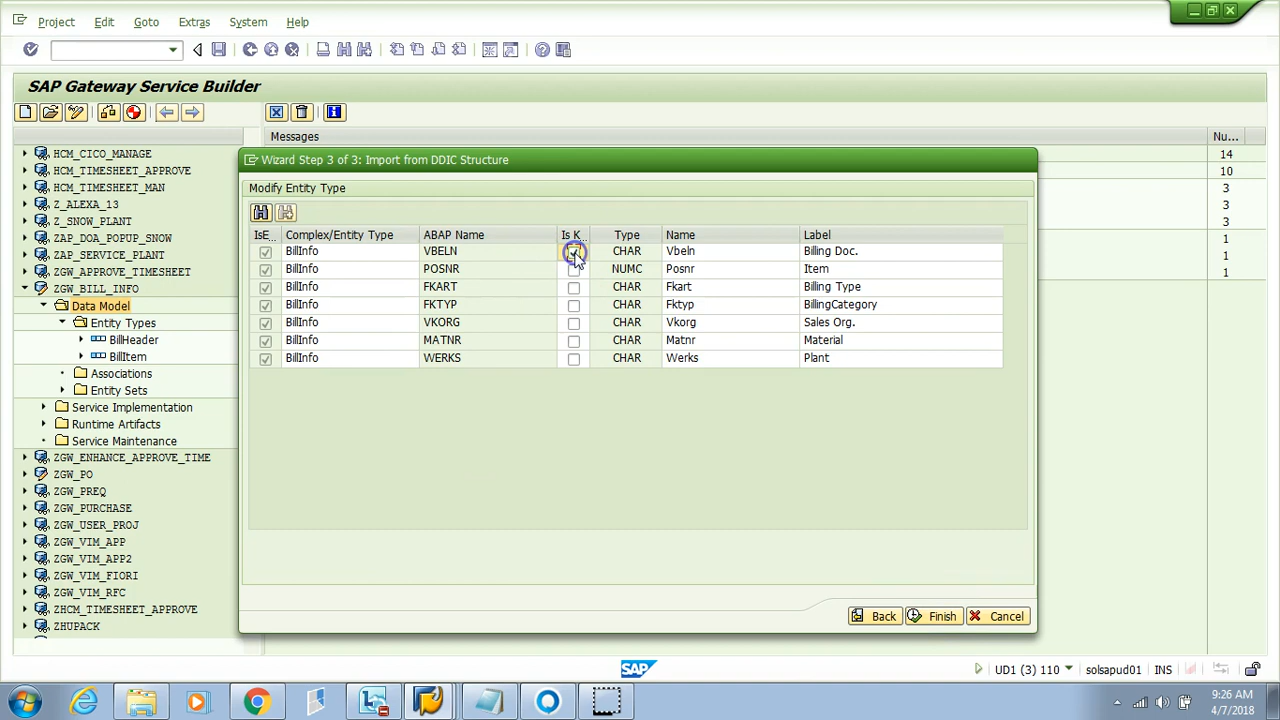 Project Edit Goto Extras System Help
SAP Gateway Service Builder
Messages Nu...
HCM_CICO_MANAGE 14
HCM_TIMESHEET_APPROVE 10
HCM_TIMESHEET_MAN 3
Z_ALEXA_13 3
Z_SNOW_PLANT 3
ZAP_DOA_POPUP_SNOW 1
ZAP_SERVICE_PLANT 1
ZGW_APPROVE_TIMESHEET 1
ZGW_BILL_INFO
Data Model
Entity Types
BillHeader
BillItem
Associations
Entity Sets
Service Implementation
Runtime Artifacts
Service Maintenance
ZGW_ENHANCE_APPROVE_TIME
ZGW_PO
ZGW_PREQ
ZGW_PURCHASE
ZGW_USER_PROJ
ZGW_VIM_APP
ZGW_VIM_APP2
ZGW_VIM_FIORI
ZGW_VIM_RFC
ZHCM_TIMESHEET_APPROVE
ZHUPACK
Wizard Step 3 of 3: Import from DDIC Structure
Modify Entity Type
IsE... Complex/Entity Type ABAP Name Is K... Type Name Label
BillInfo VBELN CHAR Vbeln Billing Doc.
BillInfo POSNR NUMC Posnr Item
BillInfo FKART CHAR Fkart Billing Type
BillInfo FKTYP CHAR Fktyp BillingCategory
BillInfo VKORG CHAR Vkorg Sales Org.
BillInfo MATNR CHAR Matnr Material
BillInfo WERKS CHAR Werks Plant
Back Finish Cancel
SAP
UD1 (3) 110 solsapud01 INS
9:26 AM
4/7/2018